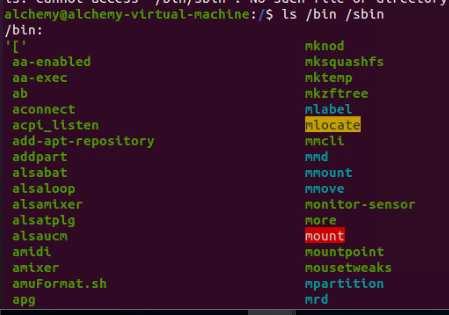 ls: cannot access '/bin/sbin': No such file or directory
alchemy@alchemy-virtual-machine:/$ ls /bin /sbin
/bin:
'[' mknod
aa-enabled mksquashfs
aa-exec mktemp
ab mkzftree
aconnect mlabel
acpi_listen mlocate
add-apt-repository mmcli
addpart mmd
alsabat mmount
alsaloop mmove
alsamixer monitor-sensor
alsatplg more
alsaucm mount
amidi mountpoint
amixer mousetweaks
amuFormat.sh mpartition
apg mrd